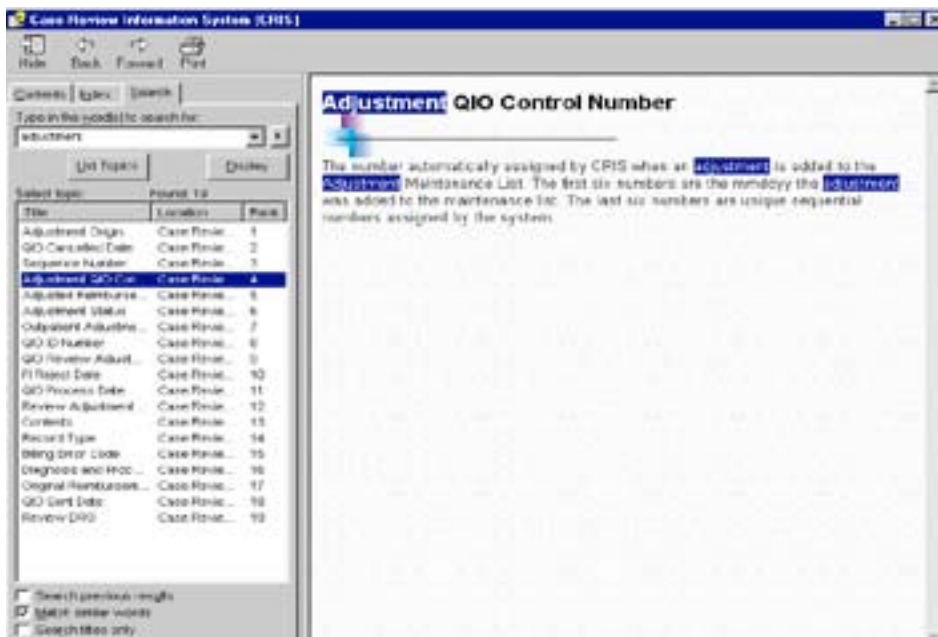 Case Review Information System (CRIS)
Hide Back Forward Print
Contents Index Search
Type in the word(s) to search for:
adjustment
List Topics Display
Select topic: Found: 19
Title Location Rank
Adjustment Origin Case Revie... 1
QIO Cancelled Date Case Revie... 2
Sequence Number Case Revie... 3
Adjustment QIO Con... Case Revie... 4
Adjusted Reimburse... Case Revie... 5
Adjustment Status Case Revie... 6
Outpatient Adjustme... Case Revie... 7
QIO ID Number Case Revie... 8
QIO Review Adjust... Case Revie... 9
FI Reject Date Case Revie... 10
QIO Process Date Case Revie... 11
Review Adjustment... Case Revie... 12
Contents Case Revie... 13
Record Type Case Revie... 14
Billing Error Code Case Revie... 15
Diagnosis and Proc... Case Revie... 16
Original Reimbursem... Case Revie... 17
QIO Sent Date Case Revie... 18
Review DRG Case Revie... 19
Search previous results
Match similar words
Search titles only
Adjustment QIO Control Number
The number automatically assigned by CRIS when an adjustment is added to the
Adjustment Maintenance List. The first six numbers are the mmddyy the adjustment
was added to the maintenance list. The last six numbers are unique sequential
numbers assigned by the system.